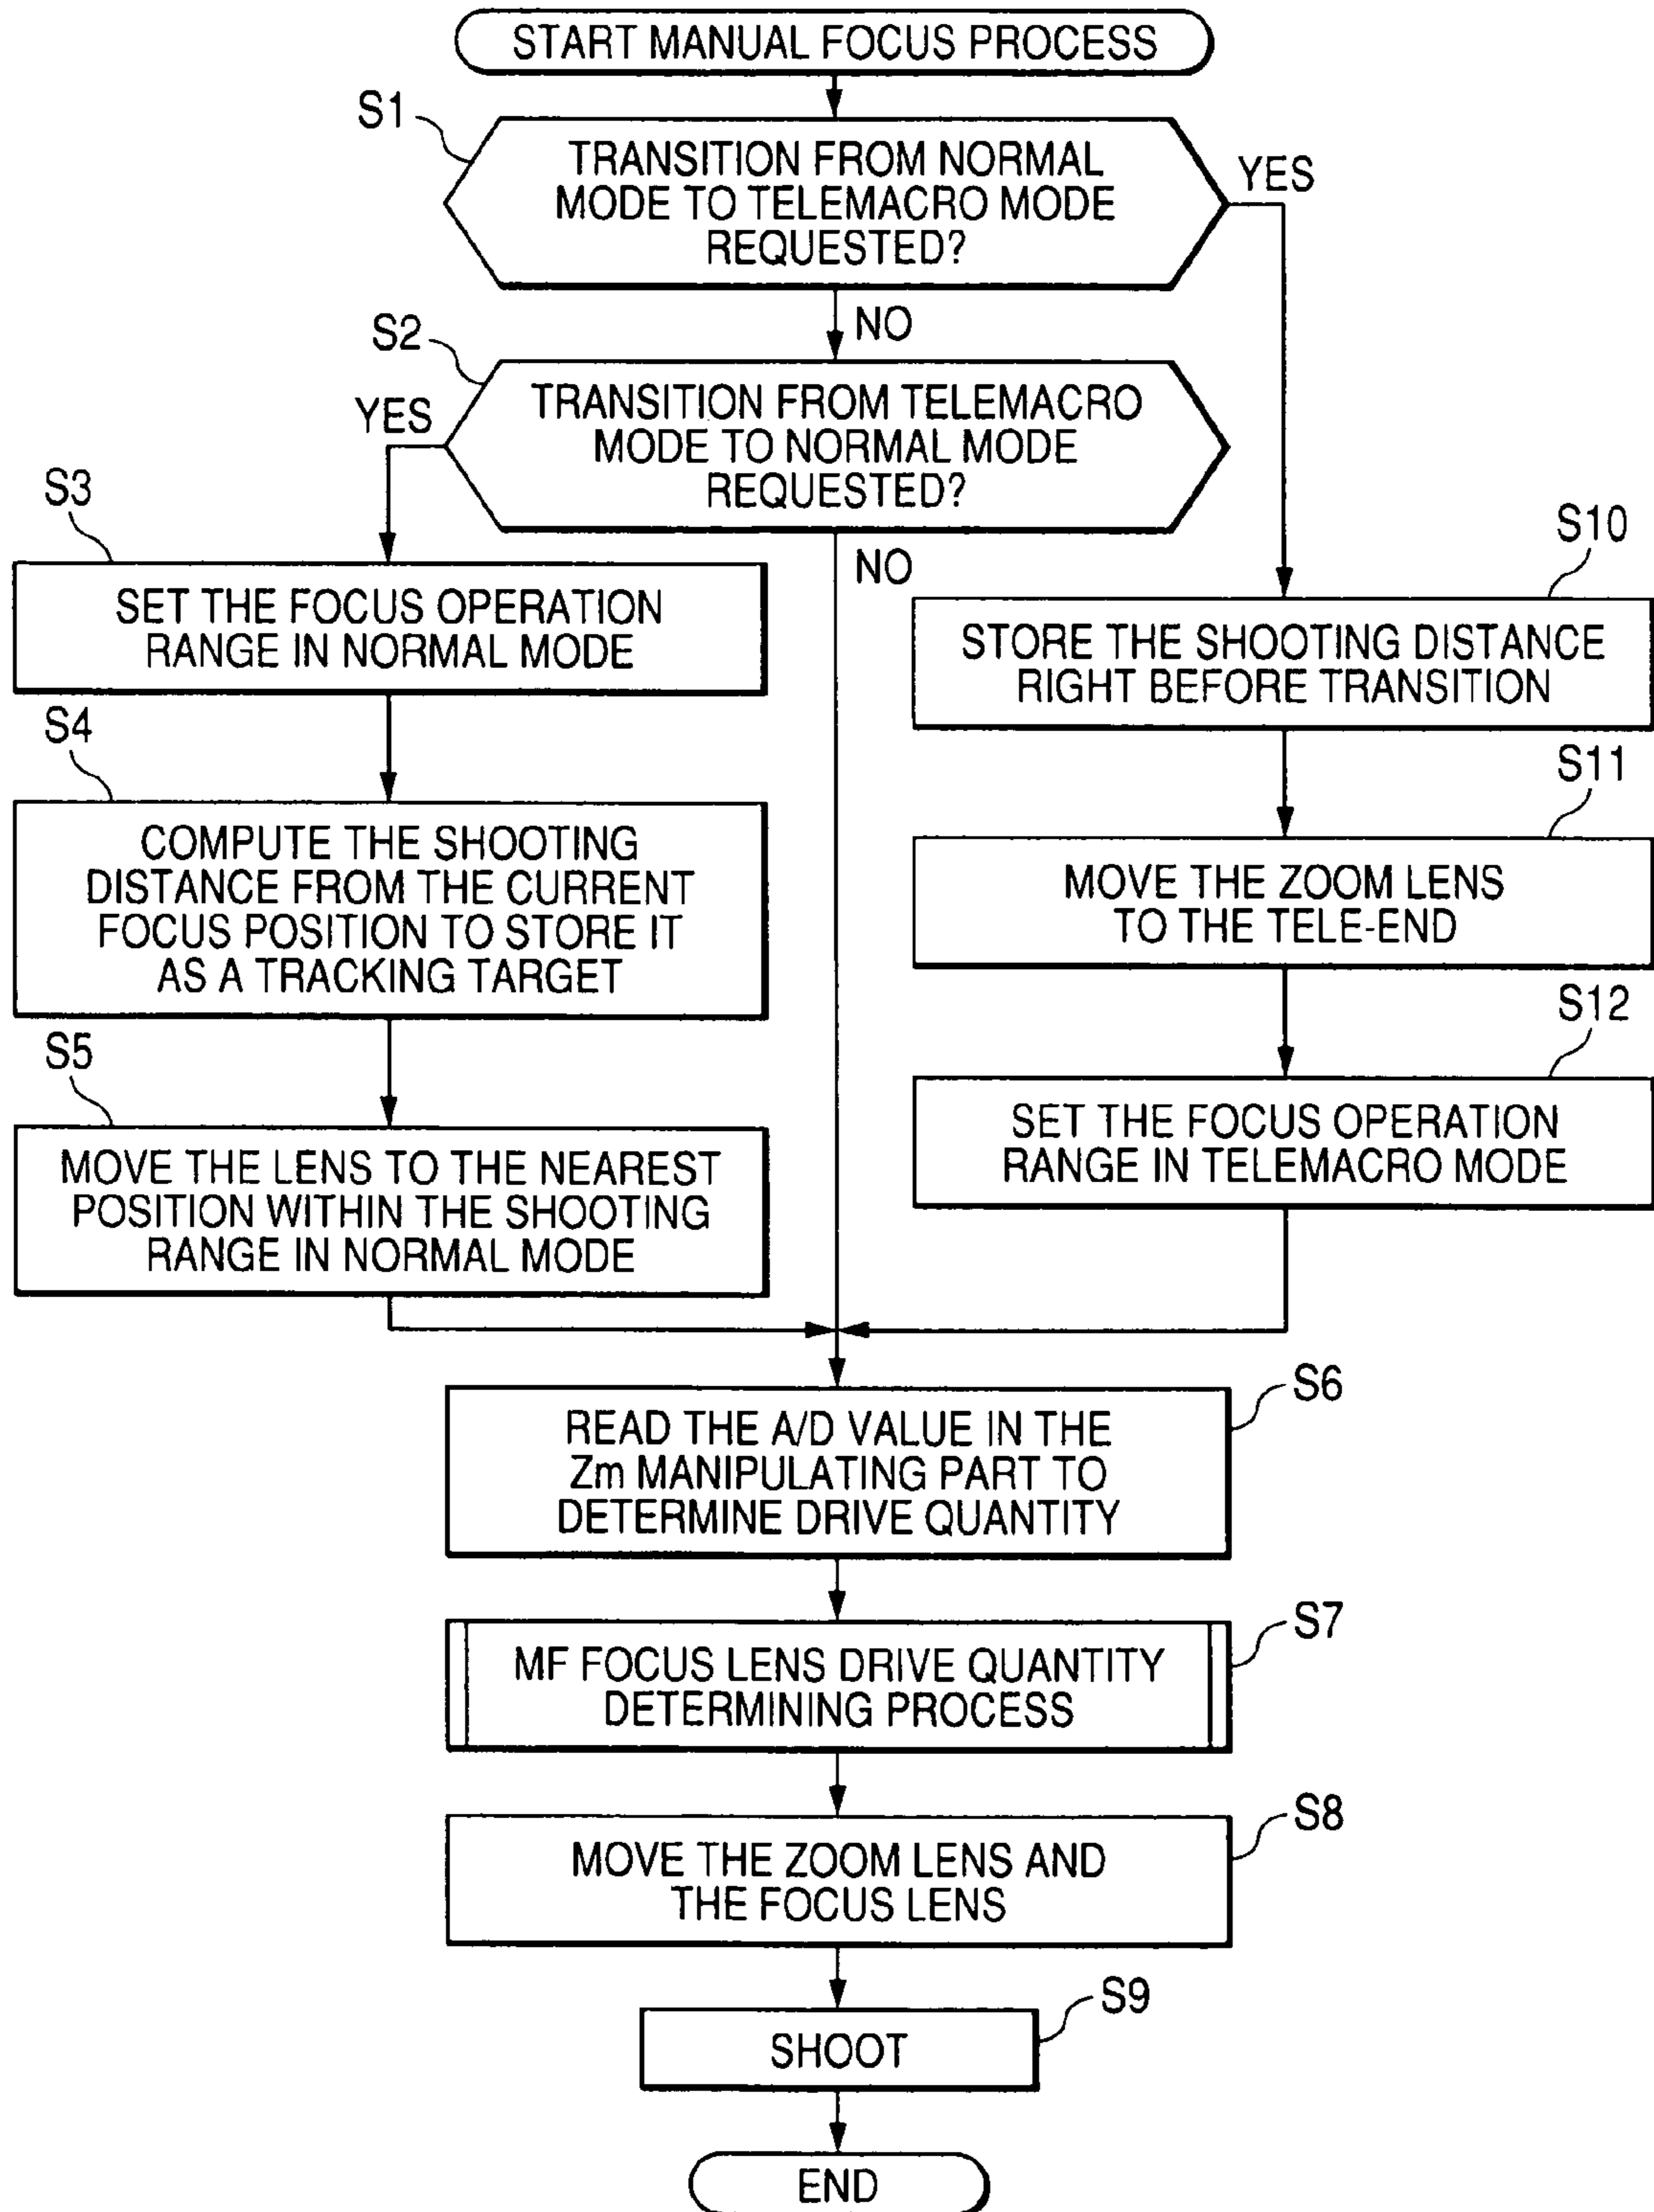 START MANUAL FOCUS PROCESS
S1
TRANSITION FROM NORMAL
MODE TO TELEMACRO MODE
REQUESTED?
YES
NO
S2
TRANSITION FROM TELEMACRO
MODE TO NORMAL MODE
REQUESTED?
YES
NO
S3
SET THE FOCUS OPERATION
RANGE IN NORMAL MODE
S4
COMPUTE THE SHOOTING
DISTANCE FROM THE CURRENT
FOCUS POSITION TO STORE IT
AS A TRACKING TARGET
S5
MOVE THE LENS TO THE NEAREST
POSITION WITHIN THE SHOOTING
RANGE IN NORMAL MODE
S10
STORE THE SHOOTING DISTANCE
RIGHT BEFORE TRANSITION
S11
MOVE THE ZOOM LENS
TO THE TELE-END
S12
SET THE FOCUS OPERATION
RANGE IN TELEMACRO MODE
S6
READ THE A/D VALUE IN THE
Zm MANIPULATING PART TO
DETERMINE DRIVE QUANTITY
S7
MF FOCUS LENS DRIVE QUANTITY
DETERMINING PROCESS
S8
MOVE THE ZOOM LENS AND
THE FOCUS LENS
S9
SHOOT
END